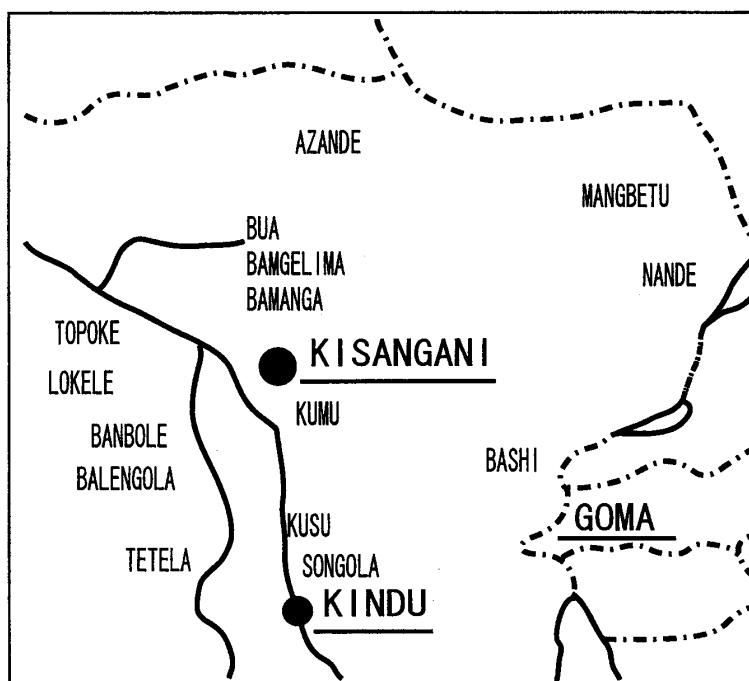 AZANDE
MANGBETU
BUA
BAMGELIMA
NANDE
BAMANGA
TOPOKE
KISANGANI
LOKELE
KUMU
BANBOLE
BASHI
BALENGOLA
KUSU
GOMA
TETELA
SONGOLA
KINDU